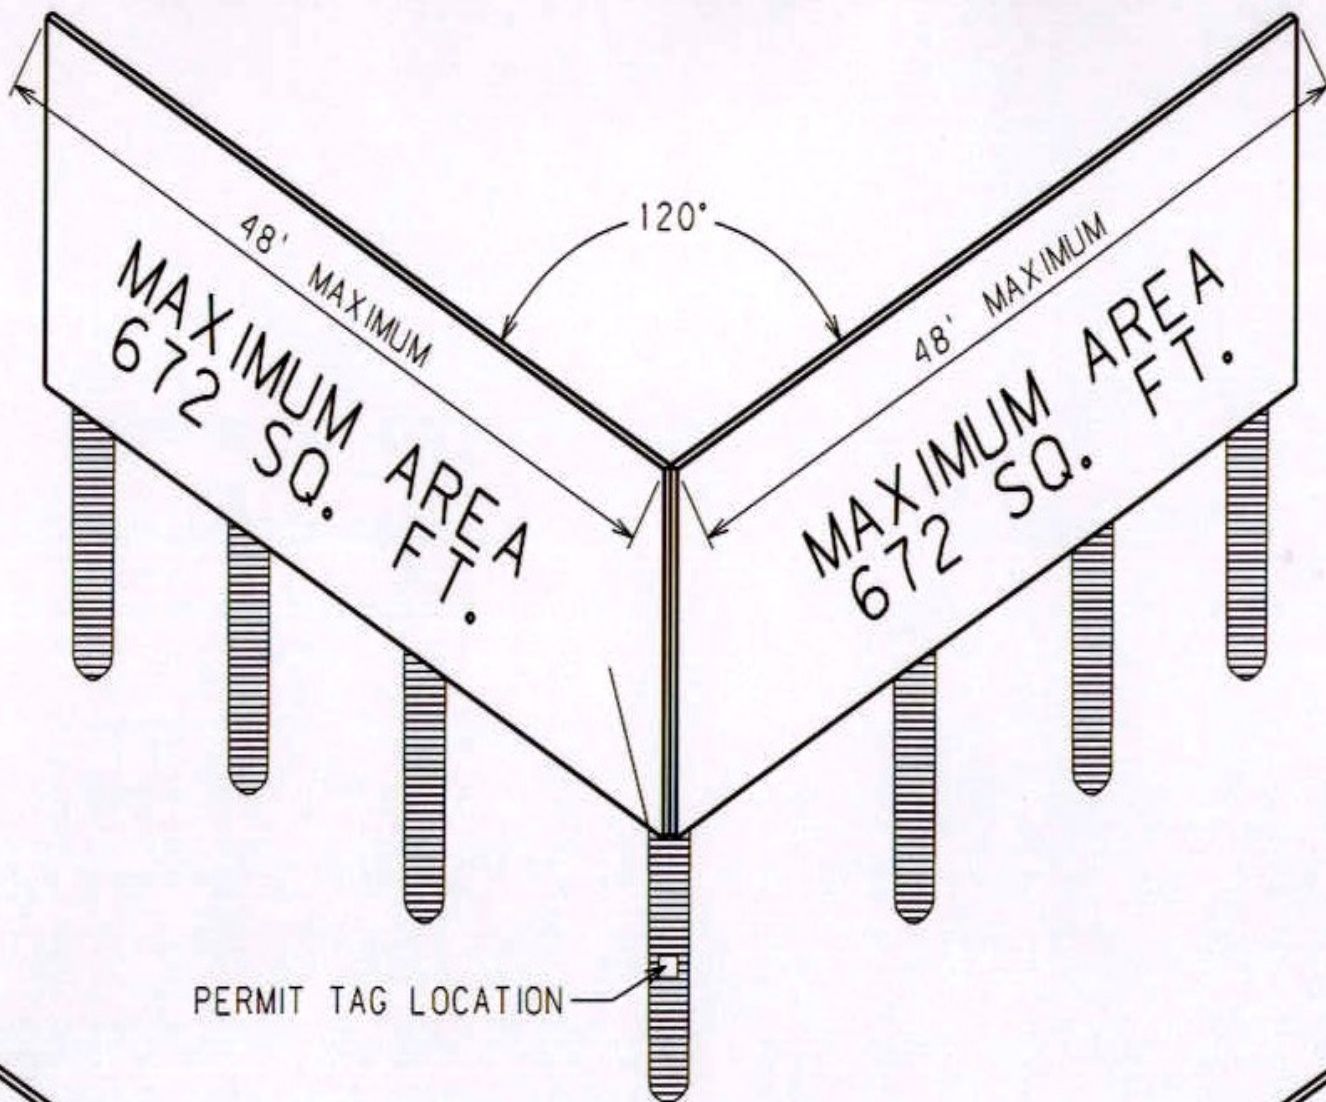 120°
48' MAXIMUM
MAXIMUM AREA
672 SQ. FT.
48' MAXIMUM
MAXIMUM AREA
672 SQ. FT.
PERMIT TAG LOCATION